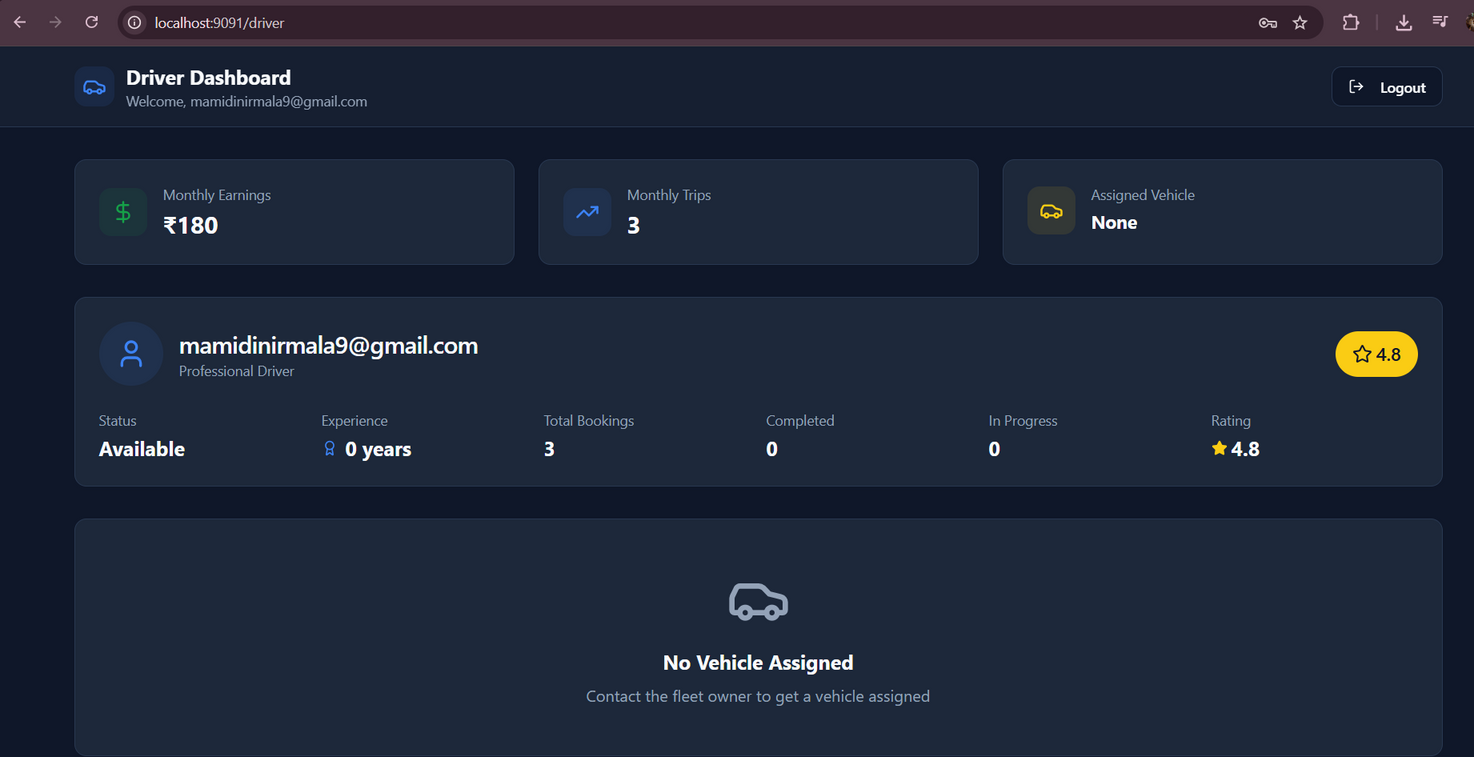 localhost:9091/driver
Driver Dashboard
Welcome, mamidinirmala9@gmail.com
Logout
Monthly Earnings
₹180
Monthly Trips
3
Assigned Vehicle
None
mamidinirmala9@gmail.com
Professional Driver
4.8
Status
Available
Experience
0 years
Total Bookings
3
Completed
0
In Progress
0
Rating
4.8
No Vehicle Assigned
Contact the fleet owner to get a vehicle assigned